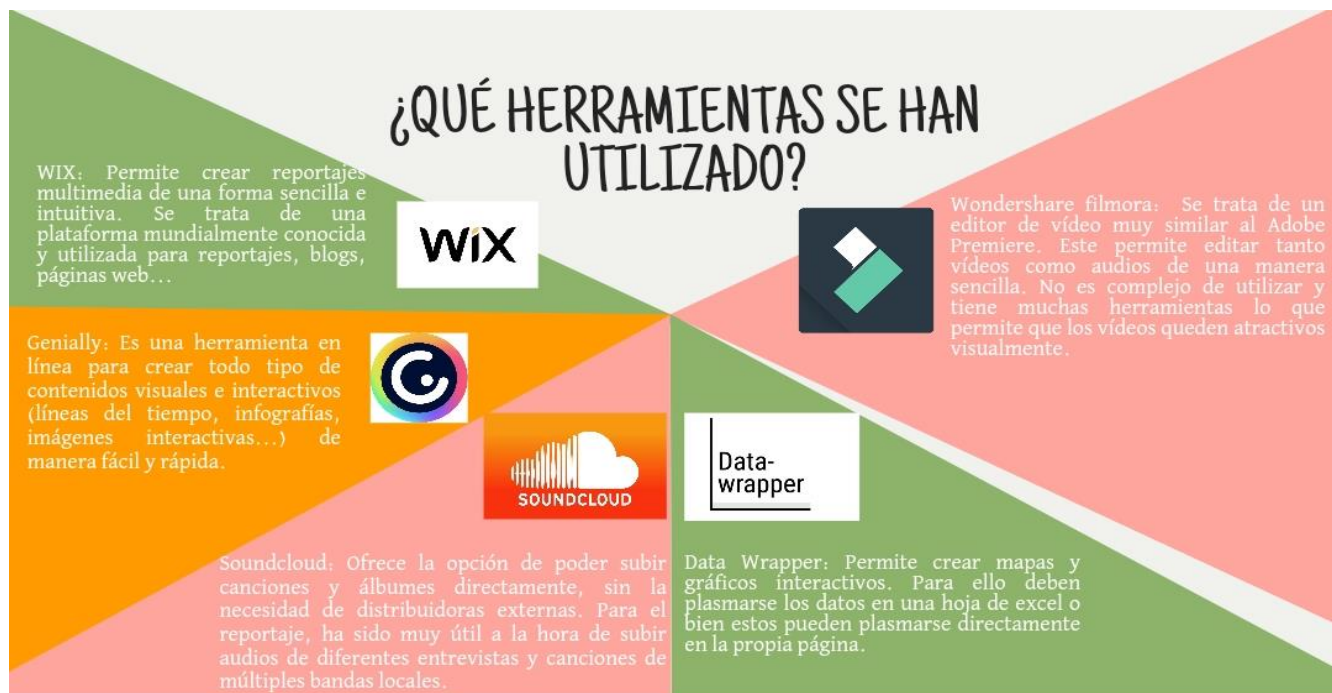 ¿QUÉ HERRAMIENTAS SE HAN
UTILIZADO?
WIX: Permite crear reportajes
multimedia de una forma sencilla e
intuitiva. Se trata de una
plataforma mundialmente conocida
y utilizada para reportajes, blogs,
páginas web...
WiX
Wondershare filmora: Se trata de un
editor de vídeo muy similar al Adobe
Premiere. Este permite editar tanto
vídeos como audios de una manera
sencilla. No es complejo de utilizar y
tiene muchas herramientas lo que
permite que los vídeos queden atractivos
visualmente.
Genially: Es una herramienta en
línea para crear todo tipo de
contenidos visuales e interactivos
(líneas del tiempo, infografías,
imágenes interactivas...) de
manera fácil y rápida.
SOUNDCLOUD
Data-
wrapper
Soundcloud: Ofrece la opción de poder subir
canciones y álbumes directamente, sin la
necesidad de distribuidoras externas. Para el
reportaje, ha sido muy útil a la hora de subir
audios de diferentes entrevistas y canciones de
múltiples bandas locales.
Data Wrapper: Permite crear mapas y
gráficos interactivos. Para ello deben
plasmarse los datos en una hoja de excel o
bien estos pueden plasmarse directamente
en la propia página.